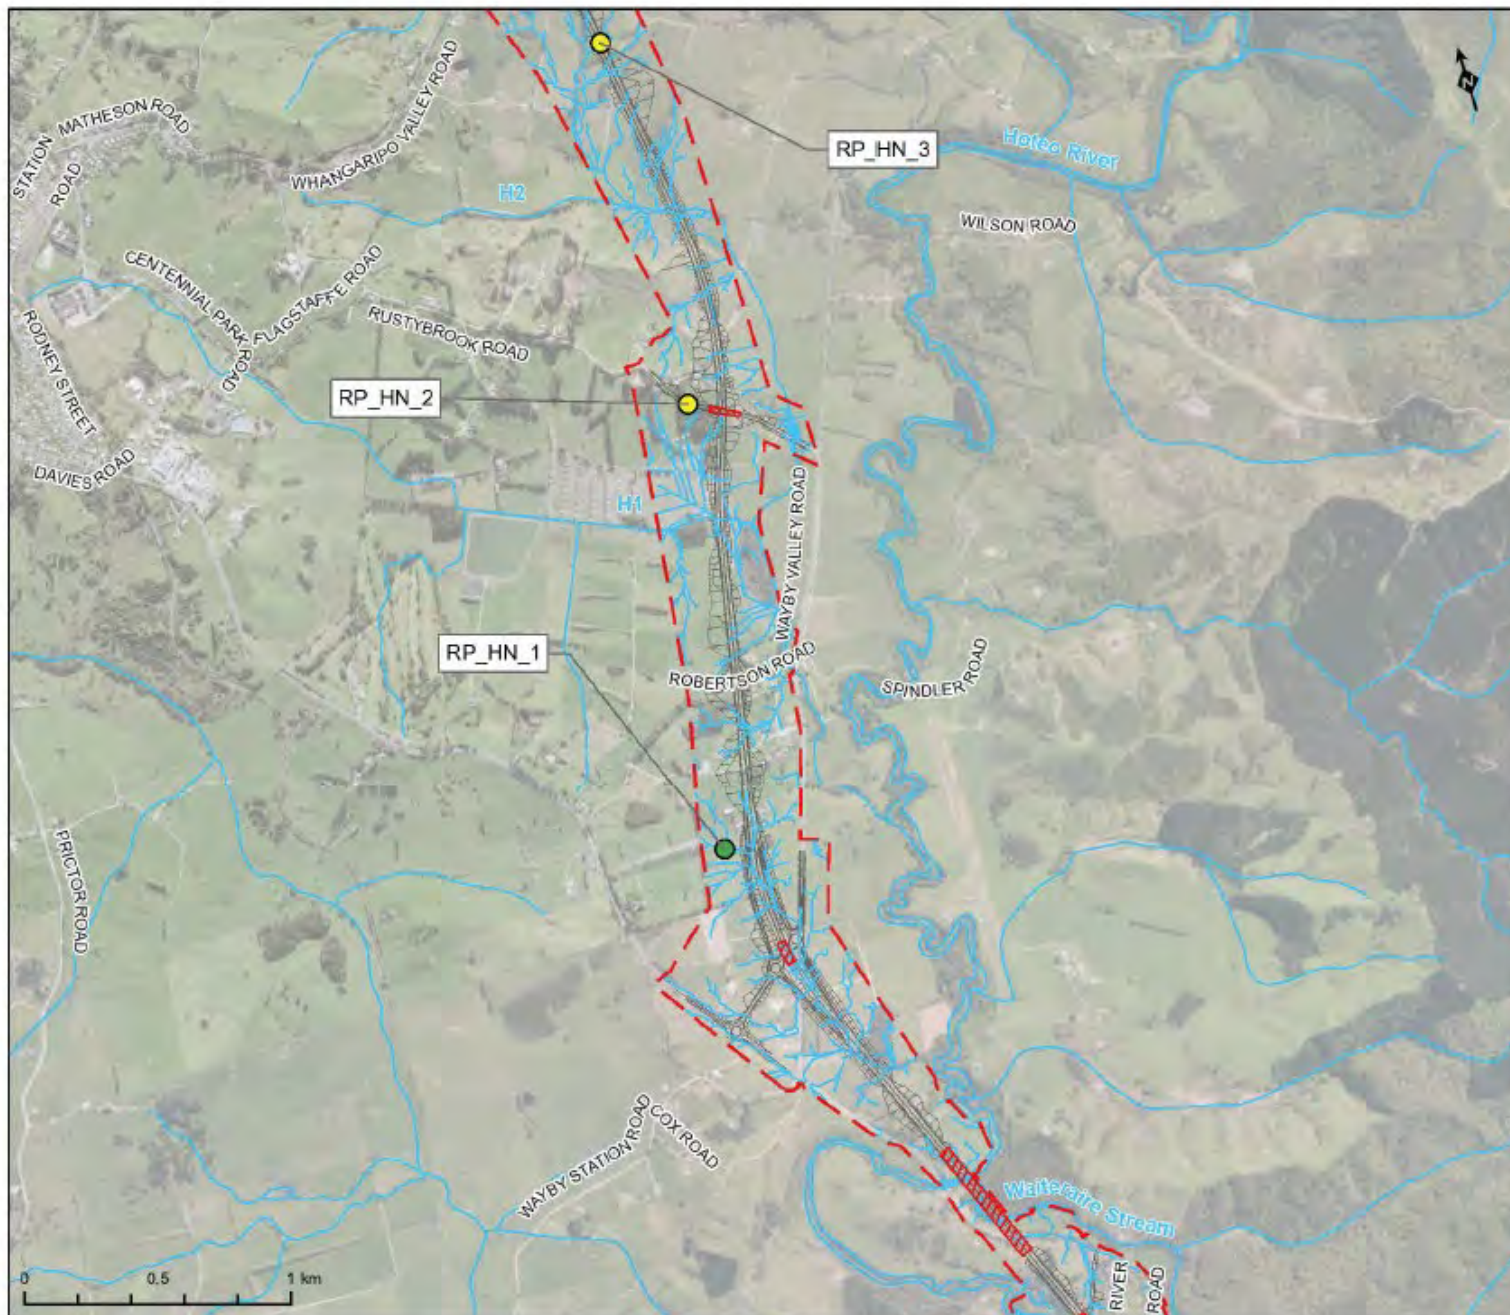 STATION ROAD
MATHESON ROAD
WHANGARIPO VALLEY ROAD
RP_HN_3
Hoteo River
N
H2
WILSON ROAD
CENTENNIAL PARK ROAD
FLAGSTAFFE ROAD
RUSTYBROOK ROAD
RODNEY STREET
RP_HN_2
DAVIES ROAD
H1
WAYBY VALLEY ROAD
RP_HN_1
ROBERTSON ROAD
SPINDLER ROAD
PRICTOR ROAD
WAYBY STATION ROAD
COX ROAD
Waiteraire Stream
RIVER ROAD
0 0.5 1 km